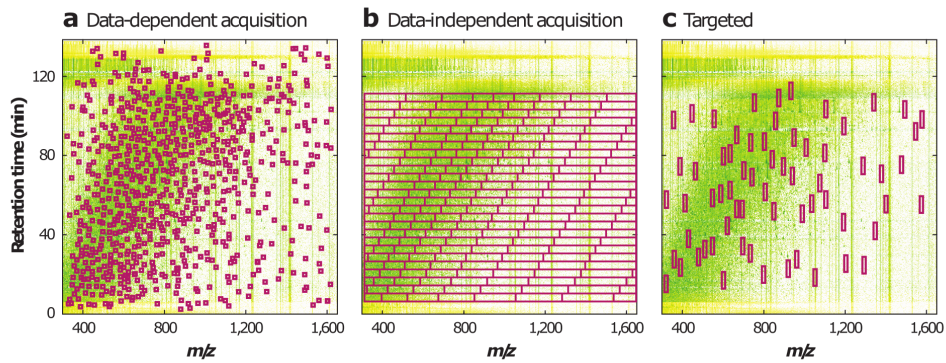 a Data-dependent acquisition
b Data-independent acquisition
c Targeted
Retention time (min)
120
80
40
0
400 800 1,200 1,600
400 800 1,200 1,600
400 800 1,200 1,600
m/z
m/z
m/z